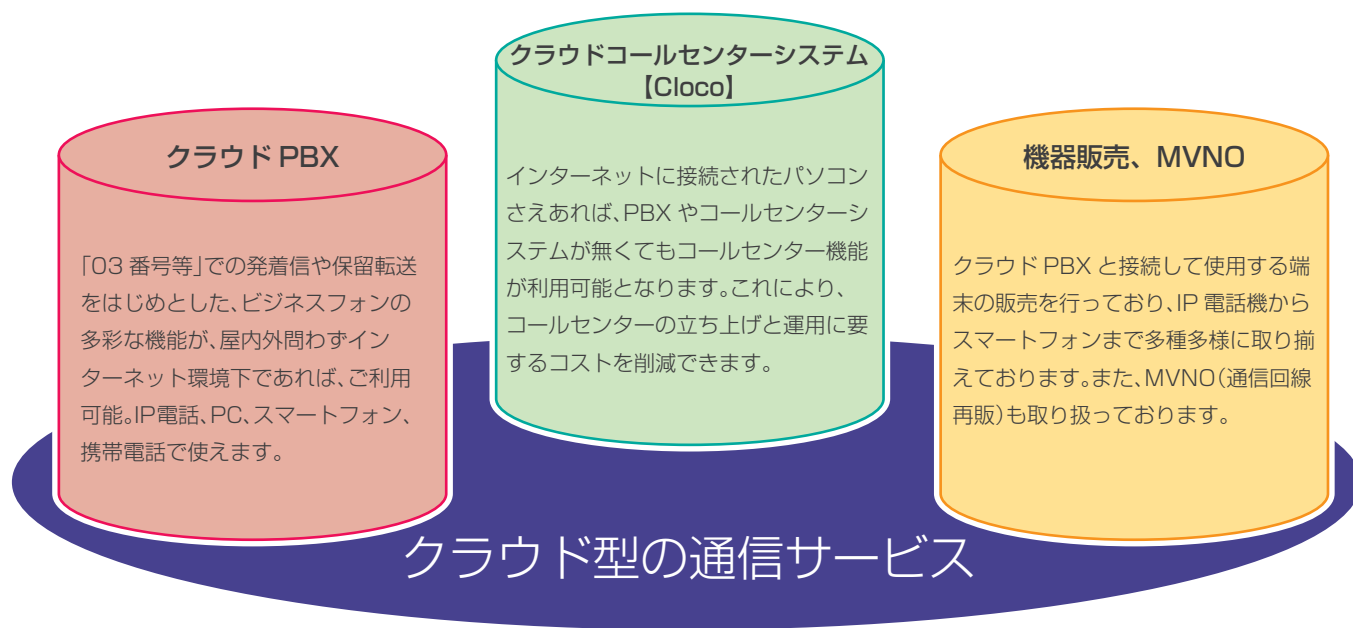 クラウド PBX
「03 番号等」での発着信や保留転送
をはじめとした、ビジネスフォンの
多彩な機能が、屋内外問わずイン
ターネット環境下であれば、ご利用
可能。IP電話、PC、スマートフォン、
携帯電話で使えます。
クラウドコールセンターシステム
【Cloco】
インターネットに接続されたパソコン
さえあれば、PBX やコールセンターシ
ステムが無くてもコールセンター機能
が利用可能となります。これにより、
コールセンターの立ち上げと運用に要
するコストを削減できます。
機器販売、MVNO
クラウド PBX と接続して使用する端
末の販売を行っており、IP 電話機から
スマートフォンまで多種多様に取り揃
えております。また、MVNO（通信回線
再販）も取り扱っております。
クラウド型の通信サービス